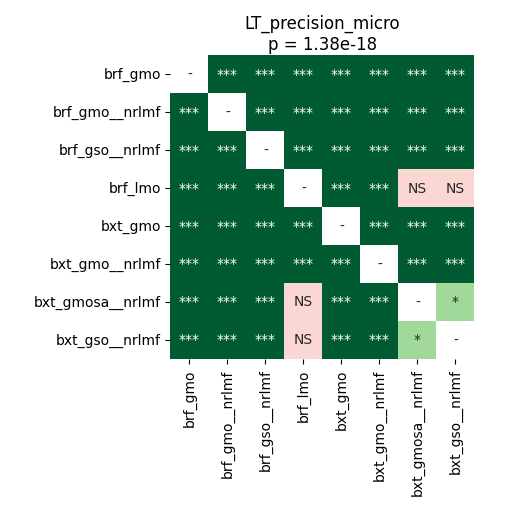 LT_precision_micro
p = 1.38e-18
brf_gmo - *** *** *** *** *** *** ***
brf_gmo__nrlmf *** - *** *** *** *** *** ***
brf_gso__nrlmf *** *** - *** *** *** *** ***
brf_lmo *** *** *** - *** *** NS NS
bxt_gmo *** *** *** *** - *** *** ***
bxt_gmo__nrlmf *** *** *** *** *** - *** ***
bxt_gmosa__nrlmf *** *** *** NS *** *** - *
bxt_gso__nrlmf *** *** *** NS *** *** * -
brf_gmo
brf_gmo__nrlmf
brf_gso__nrlmf
brf_lmo
bxt_gmo
bxt_gmo__nrlmf
bxt_gmosa__nrlmf
bxt_gso__nrlmf